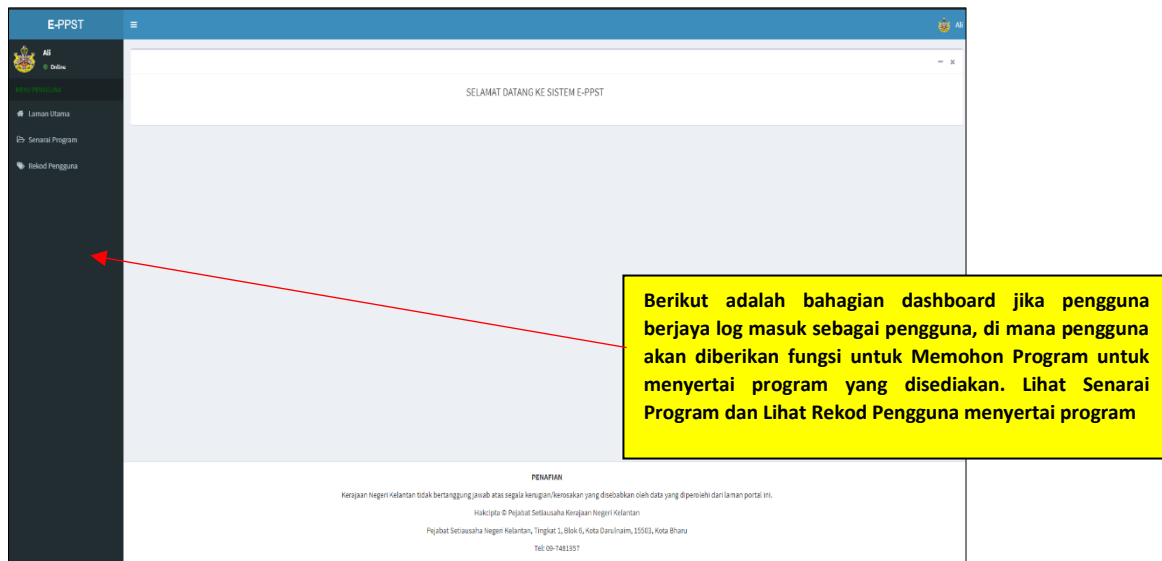 E-PPST
Ali
Ali
Online
MENU PENGGUNA
Laman Utama
Senarai Program
Rekod Pengguna
SELAMAT DATANG KE SISTEM E-PPST
Berikut adalah bahagian dashboard jika pengguna
berjaya log masuk sebagai pengguna, di mana pengguna
akan diberikan fungsi untuk Memohon Program untuk
menyertai program yang disediakan. Lihat Senarai
Program dan Lihat Rekod Pengguna menyertai program
PENAFIAN
Kerajaan Negeri Kelantan tidak bertanggung jawab atas segala kerugian/kerosakan yang disebabkan oleh data yang diperolehi dari laman portal ini.
Hakcipta © Pejabat Setiausaha Kerajaan Negeri Kelantan
Pejabat Setiausaha Negeri Kelantan, Tingkat 1, Blok 6, Kota Darulnaim, 15503, Kota Bharu
Tel: 09-7481957